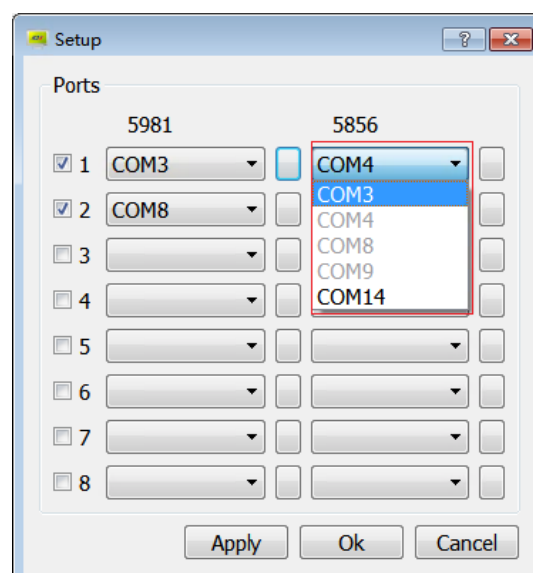 Setup
Ports
5981 5856
1 COM3 COM4
COM3
2 COM8
COM4
COM8
3
COM9
4
COM14
5
6
7
8
Apply Ok Cancel